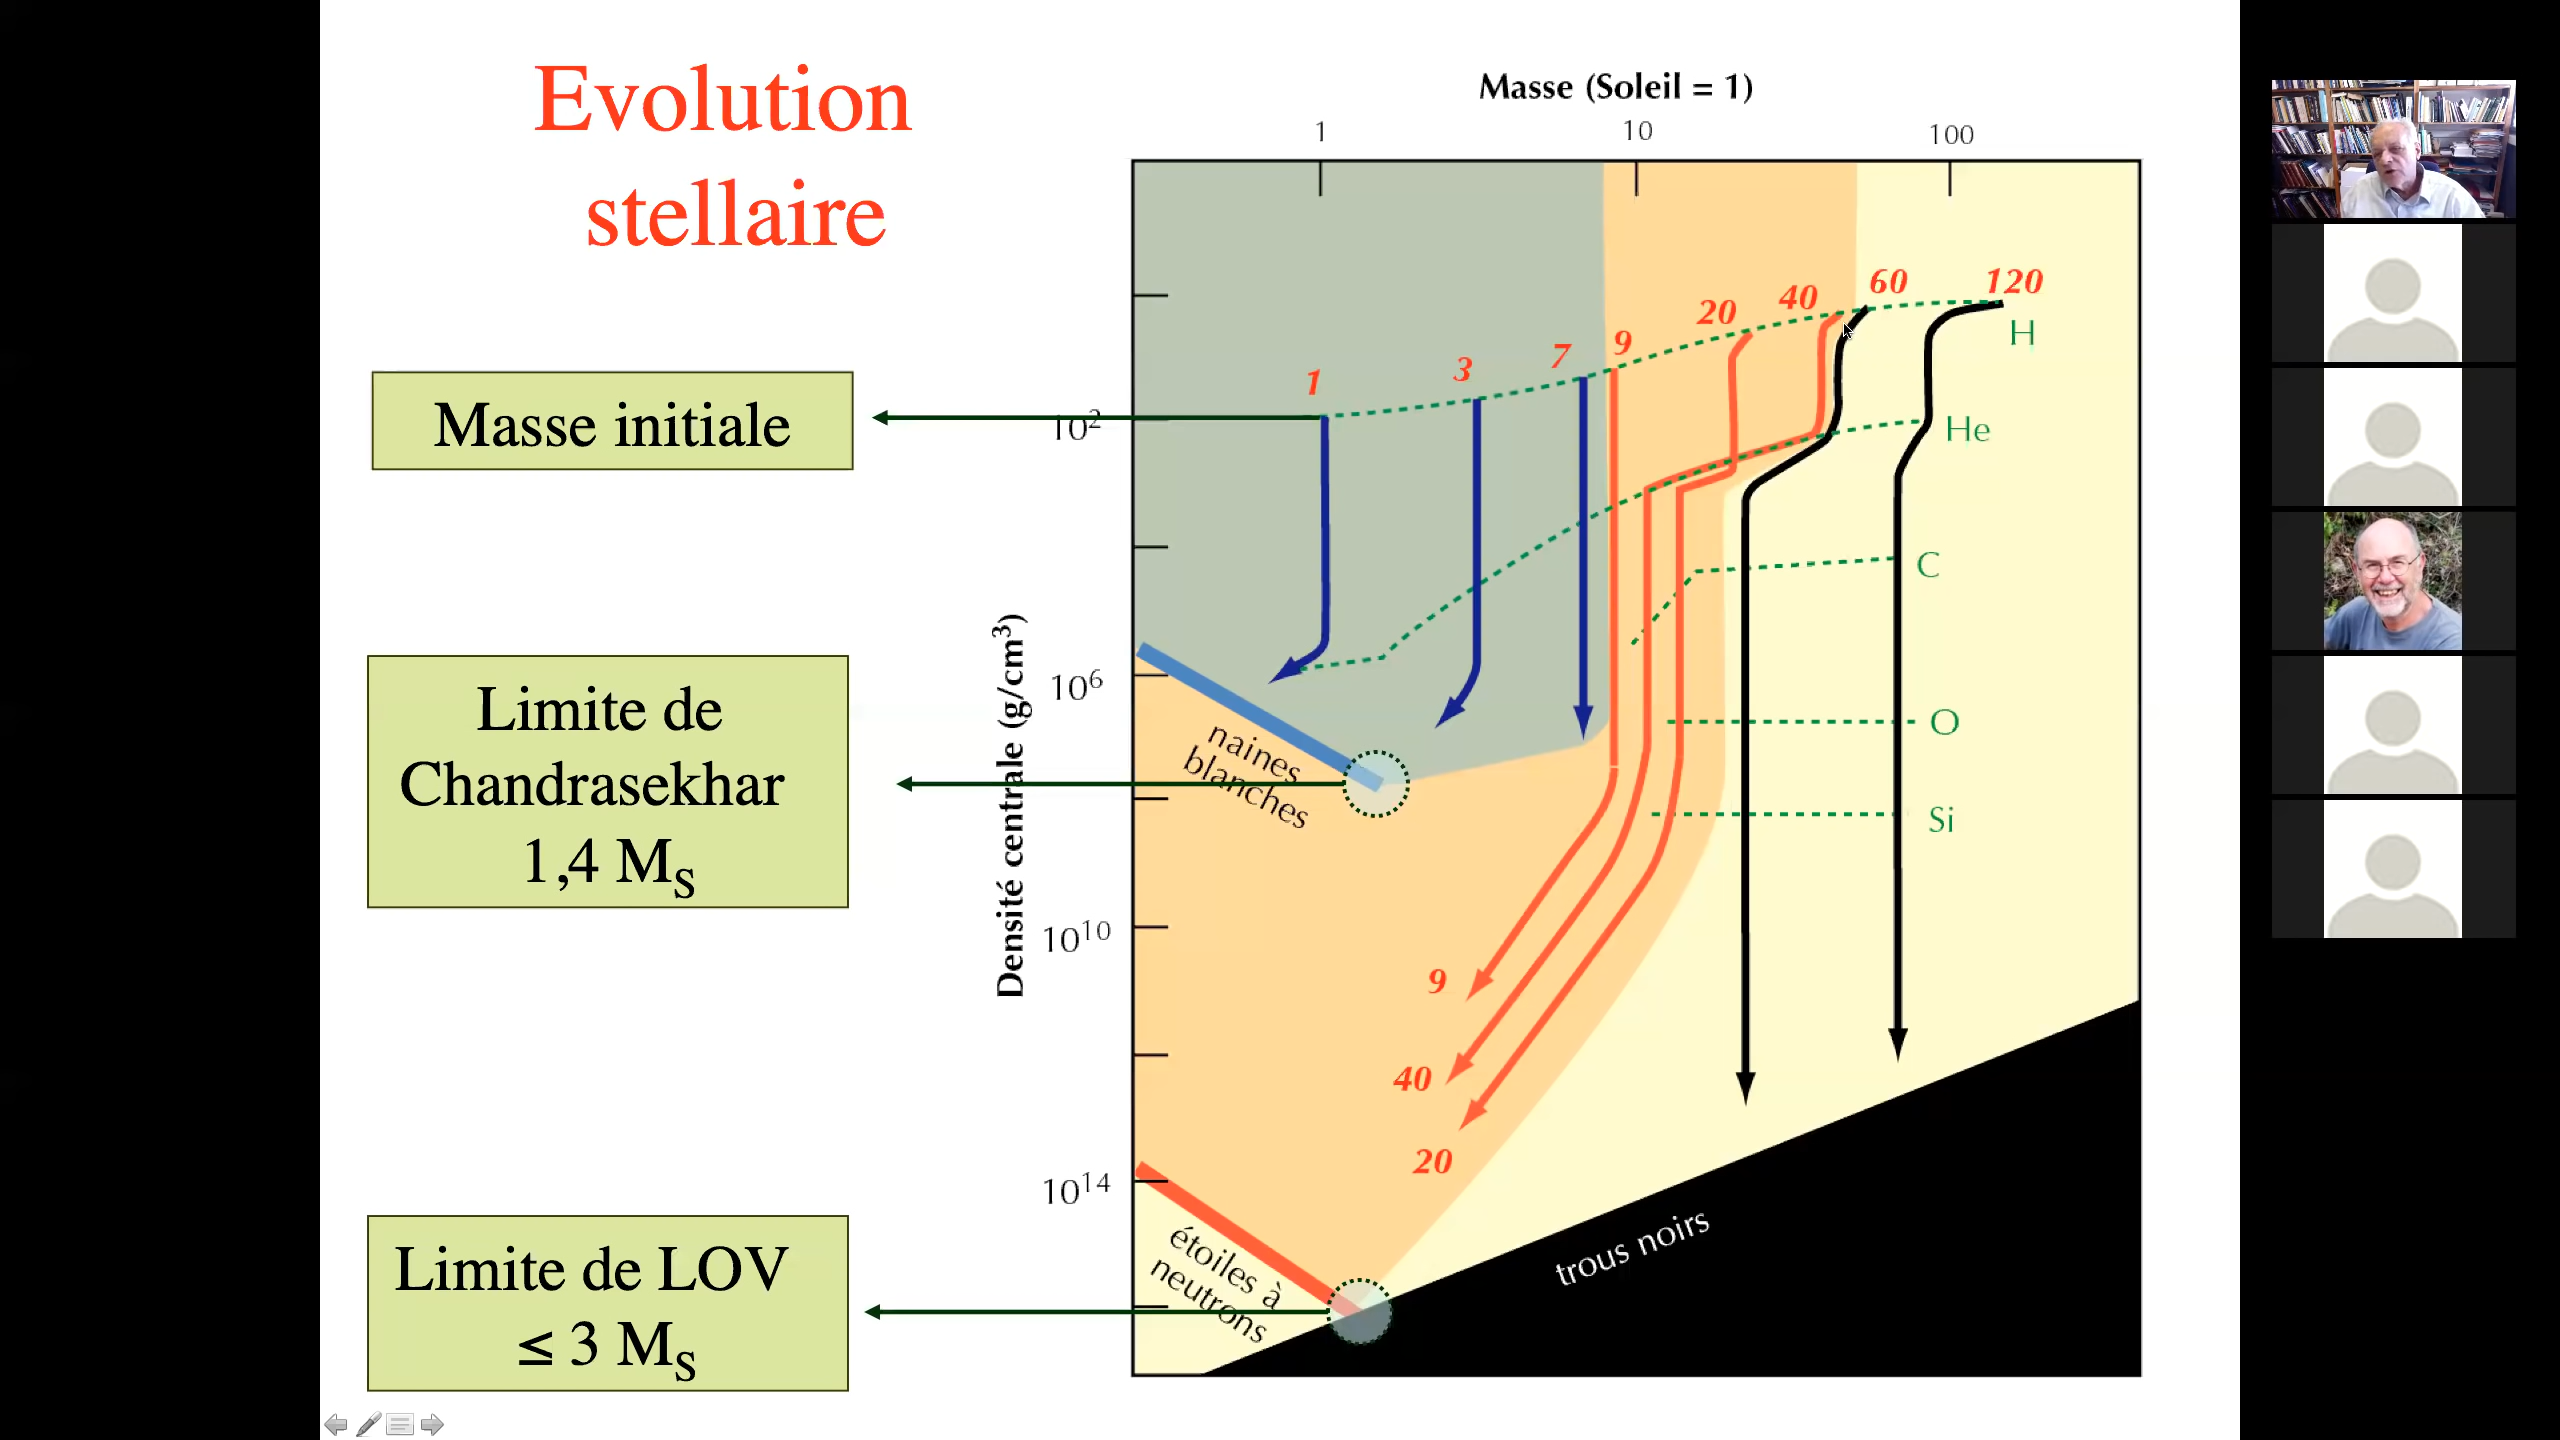 Evolution
stellaire
Masse initiale
Limite de
Chandrasekhar
1,4 M_S
Limite de LOV
≤ 3 M_S
Masse (Soleil = 1)
1
10
100
Densité centrale (g/cm³)
10²
10⁶
10¹⁰
10¹⁴
1
3
7
9
20
40
60
120
H
He
C
O
Si
naines
blanches
9
40
20
étoiles à
neutrons
trous noirs